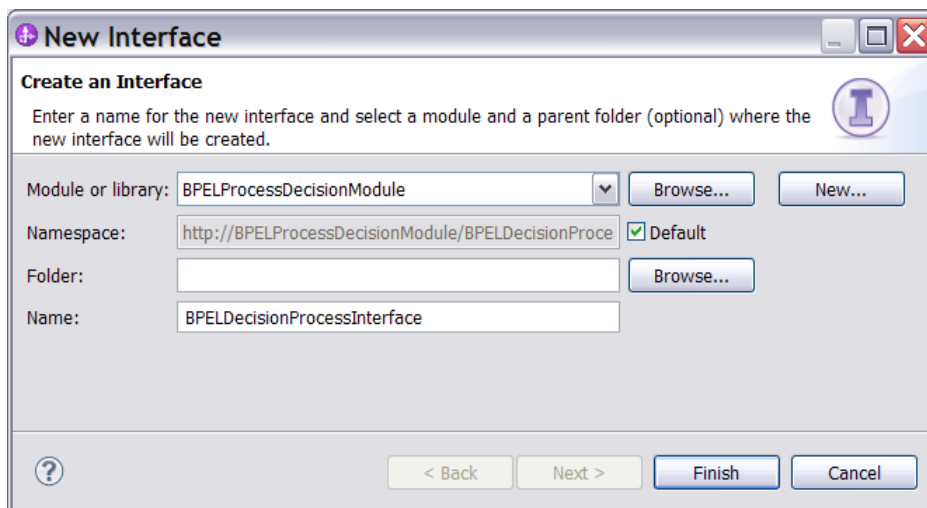 New Interface
Create an Interface
Enter a name for the new interface and select a module and a parent folder (optional) where the
new interface will be created.
Module or library: BPELProcessDecisionModule Browse... New...
Namespace: http://BPELProcessDecisionModule/BPELDecisionProce Default
Folder: Browse...
Name: BPELDecisionProcessInterface
? < Back Next > Finish Cancel